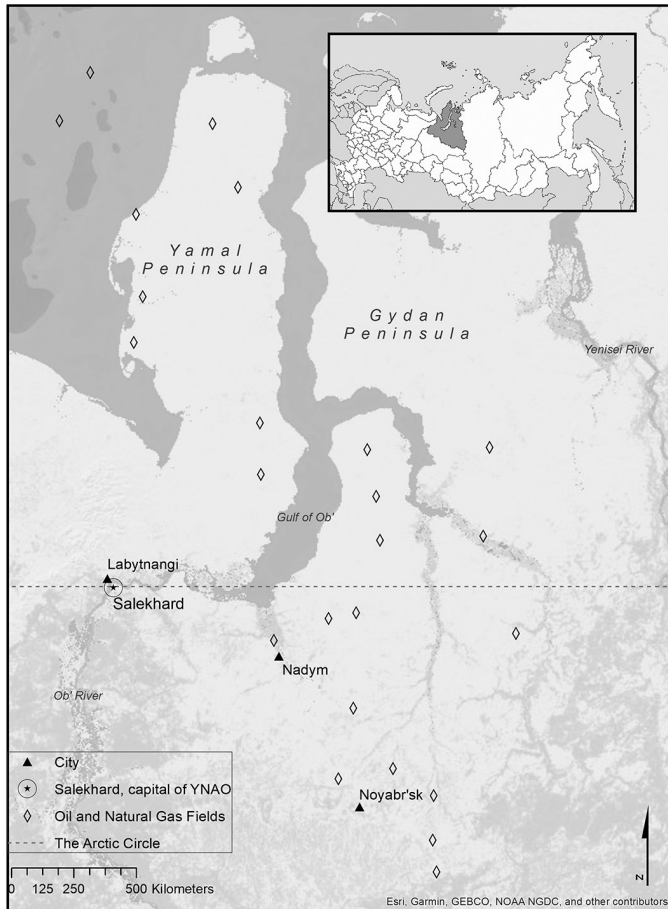 Yamal
Peninsula
Gydan
Peninsula
Yenisei River
Gulf of Ob'
Labytnangi
Salekhard
Nadym
Ob' River
Noyabr'sk
City
Salekhard, capital of YNAO
Oil and Natural Gas Fields
The Arctic Circle
0 125 250 500 Kilometers
N
Esri, Garmin, GEBCO, NOAA NGDC, and other contributors